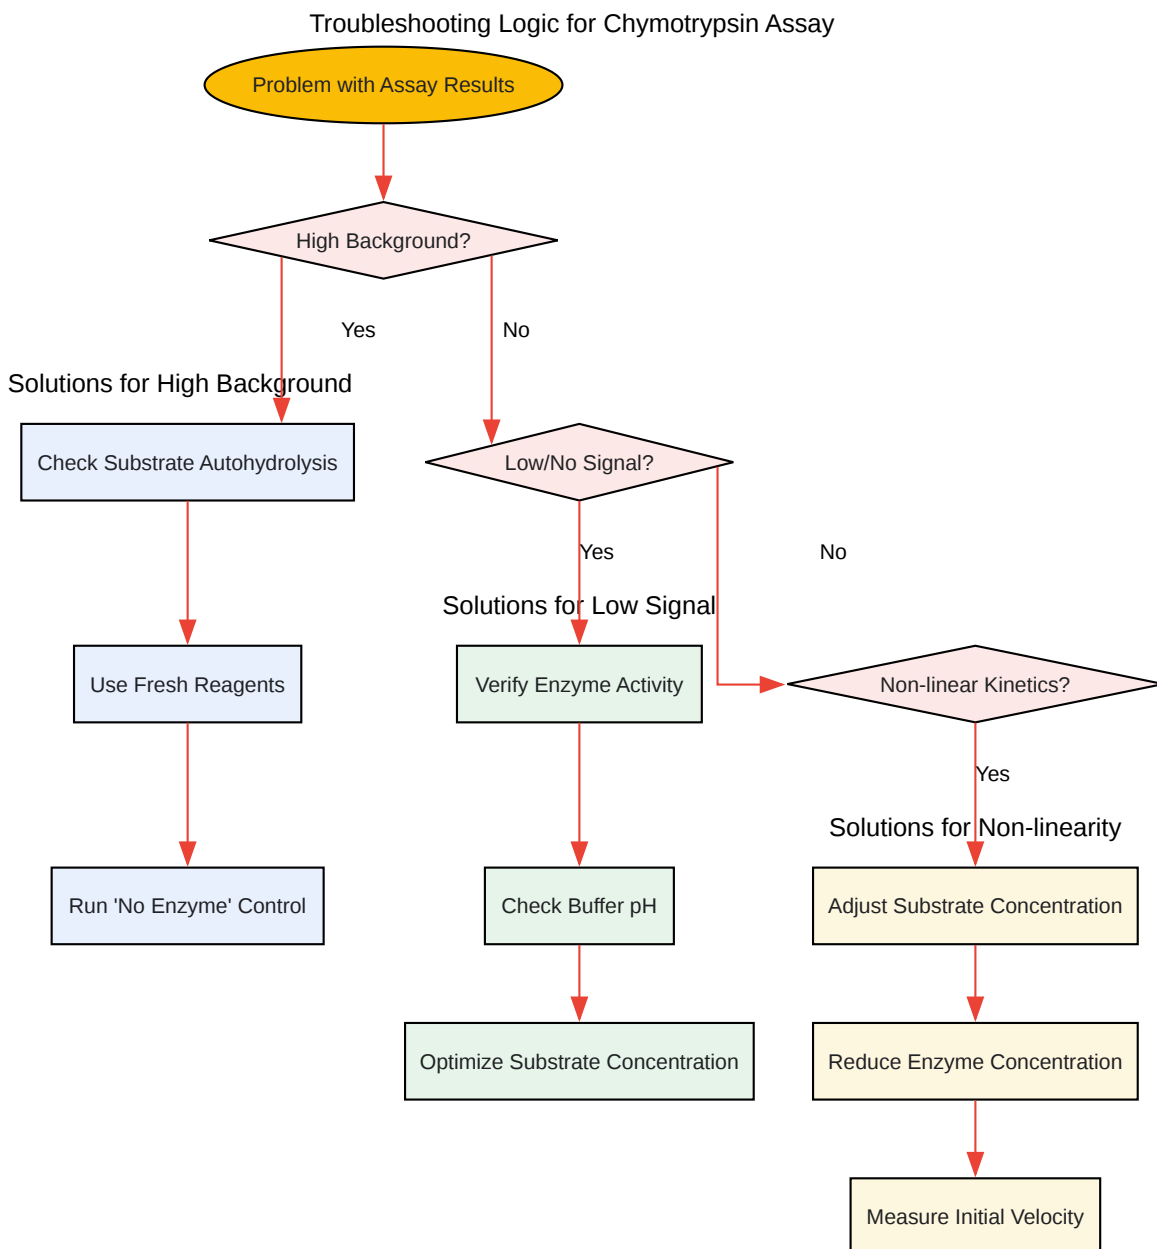 Troubleshooting Logic for Chymotrypsin Assay
Problem with Assay Results
High Background?
Yes
No
Solutions for High Background
Check Substrate Autohydrolysis
Low/No Signal?
Yes
No
Solutions for Low Signal
Use Fresh Reagents
Verify Enzyme Activity
Non-linear Kinetics?
Yes
Solutions for Non-linearity
Run 'No Enzyme' Control
Check Buffer pH
Adjust Substrate Concentration
Optimize Substrate Concentration
Reduce Enzyme Concentration
Measure Initial Velocity